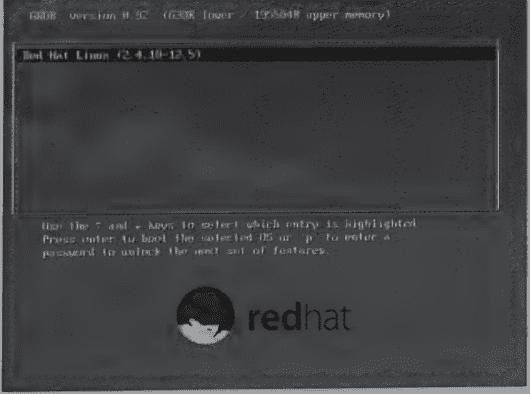 GRUB version 0.92 (638K lower / 1955840 upper memory)
Red Hat Linux (2.4.18-12.5)
Use the ↑ and ↓ keys to select which entry is highlighted.
Press enter to boot the selected OS or 'p' to enter a
password to unlock the next set of features.
redhat